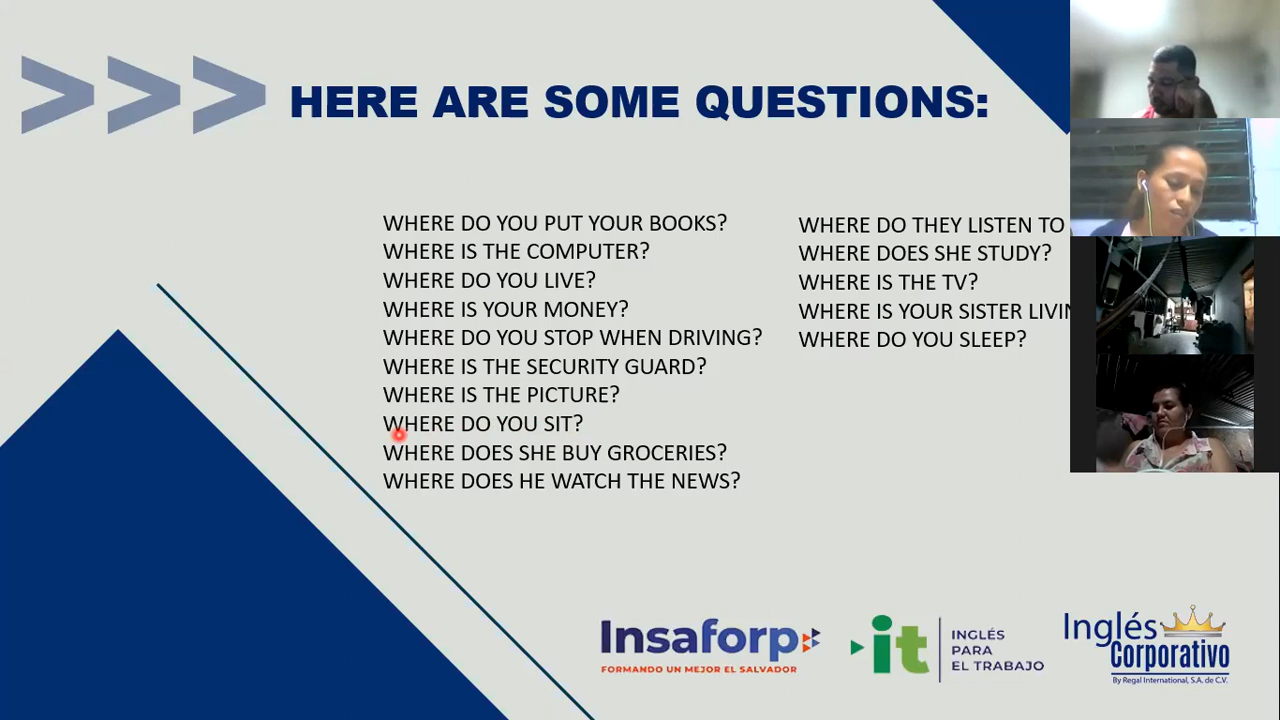 >>> HERE ARE SOME QUESTIONS:
WHERE DO YOU PUT YOUR BOOKS?
WHERE IS THE COMPUTER?
WHERE DO YOU LIVE?
WHERE IS YOUR MONEY?
WHERE DO YOU STOP WHEN DRIVING?
WHERE IS THE SECURITY GUARD?
WHERE IS THE PICTURE?
WHERE DO YOU SIT?
WHERE DOES SHE BUY GROCERIES?
WHERE DOES HE WATCH THE NEWS?
WHERE DO THEY LISTEN TO
WHERE DOES SHE STUDY?
WHERE IS THE TV?
WHERE IS YOUR SISTER
WHERE DO YOU SLEEP?
Insaforp
FORMANDO UN MEJOR EL SALVADOR
it
INGLÉS
PARA
EL TRABAJO
Inglés
Corporativo
By Regal International, S.A. de C.V.